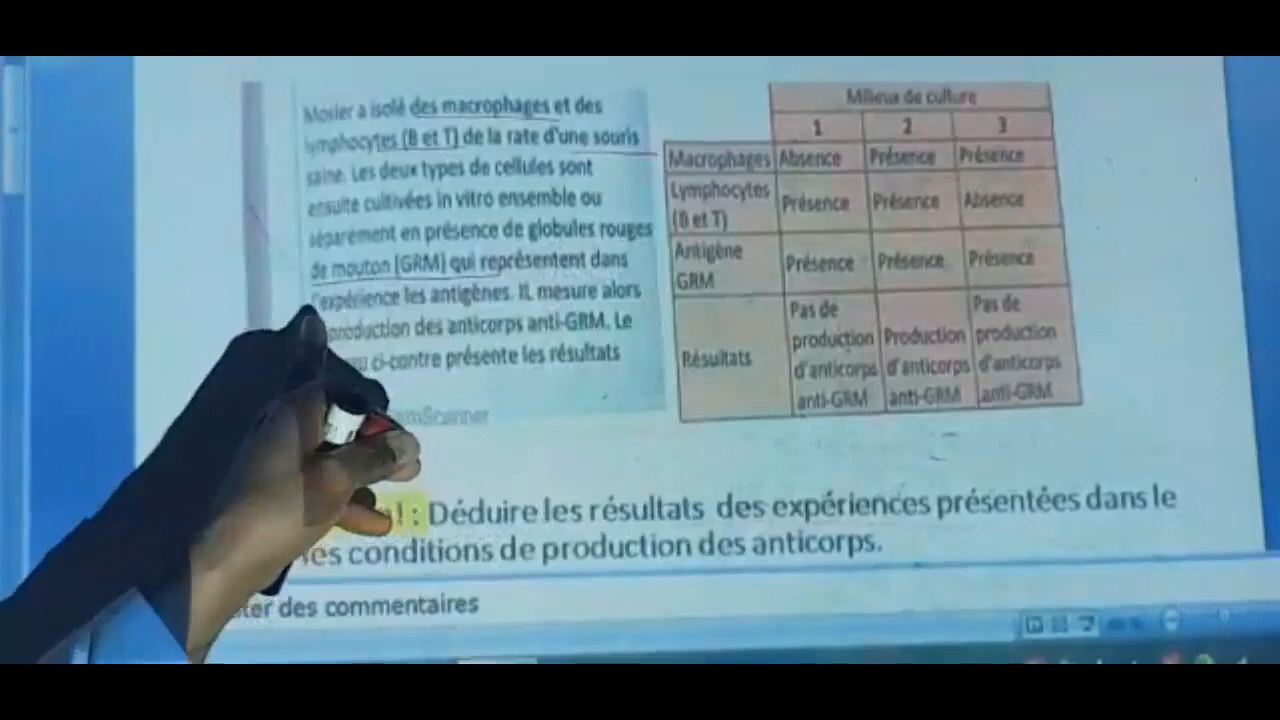 Mosier a isolé des macrophages et des
lymphocytes (B et T) de la rate d'une souris
saine. Les deux types de cellules sont
ensuite cultivées in vitro ensemble ou
séparément en présence de globules rouges
de mouton (GRM) qui représentent dans
l'expérience les antigènes. IL mesure alors
production des anticorps anti-GRM. Le
ci-contre présente les résultats
Milieux de culture
1 2 3
Macrophages Absence Présence Présence
Lymphocytes
(B et T) Présence Présence Absence
Antigène
GRM Présence Présence Présence
Résultats
Pas de
production
d'anticorps
anti-GRM
Production
d'anticorps
anti-GRM
Pas de
production
d'anticorps
anti-GRM
: Déduire les résultats des expériences présentées dans le
les conditions de production des anticorps.
des commentaires